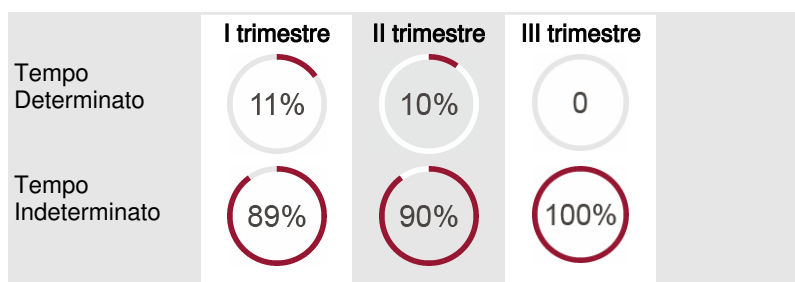 I trimestre II trimestre III trimestre
Tempo
Determinato
11% 10% 0
Tempo
Indeterminato
89% 90% 100%